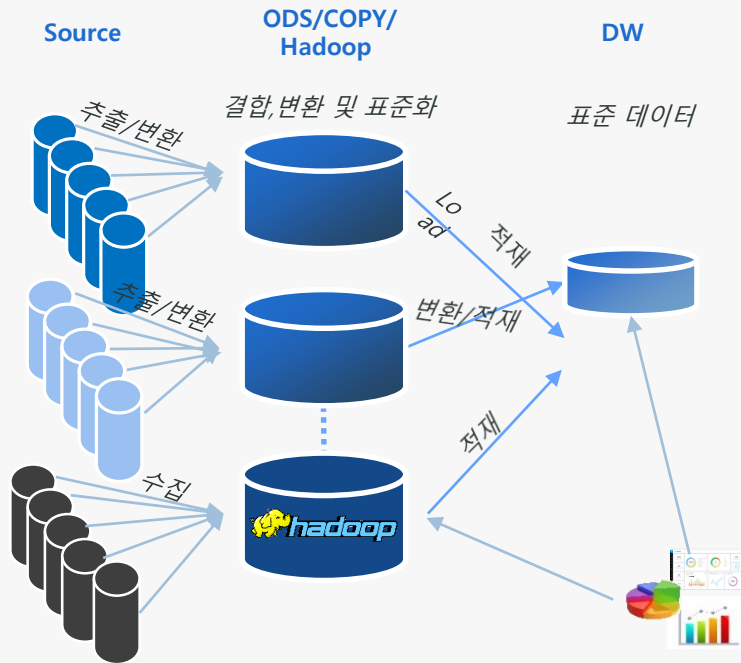 Source
ODS/COPY/
Hadoop
DW
추출/변환
결합,변환 및 표준화
표준 데이터
Lo
ad
적재
추출/변환
변환/적재
수집
적재
hadoop